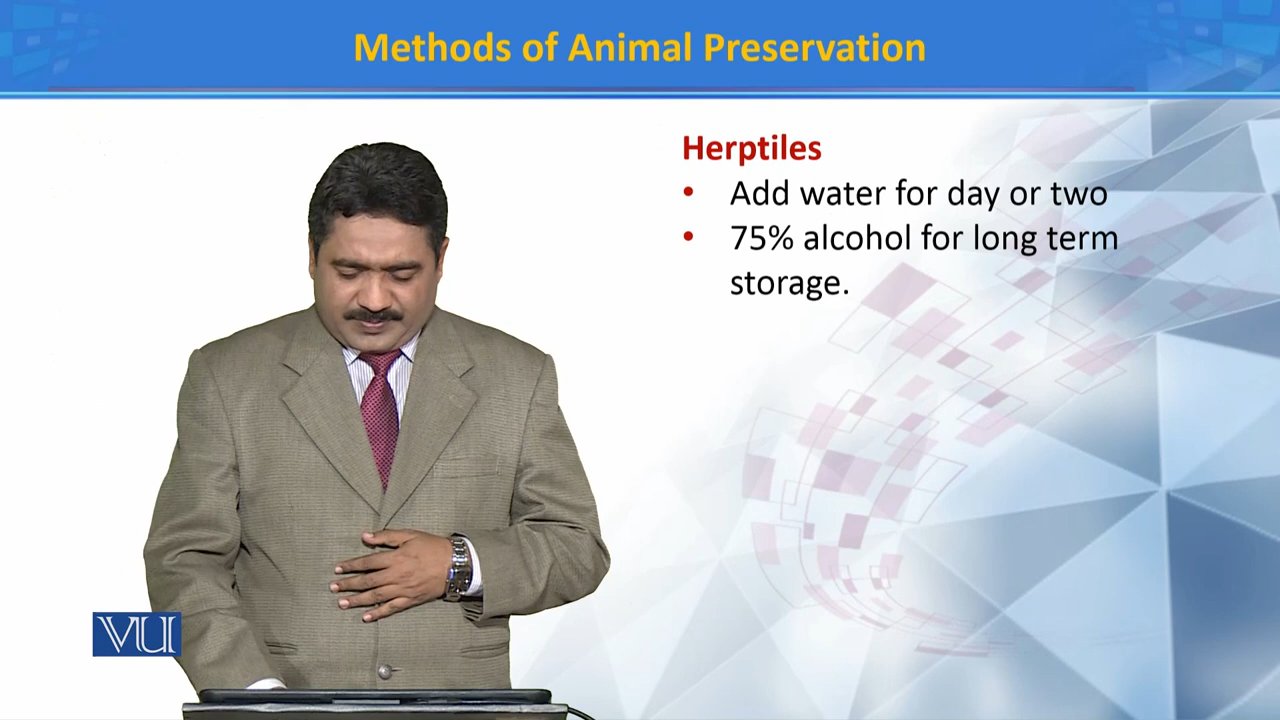 Methods of Animal Preservation
Herptiles
• Add water for day or two
• 75% alcohol for long term
storage.
VU